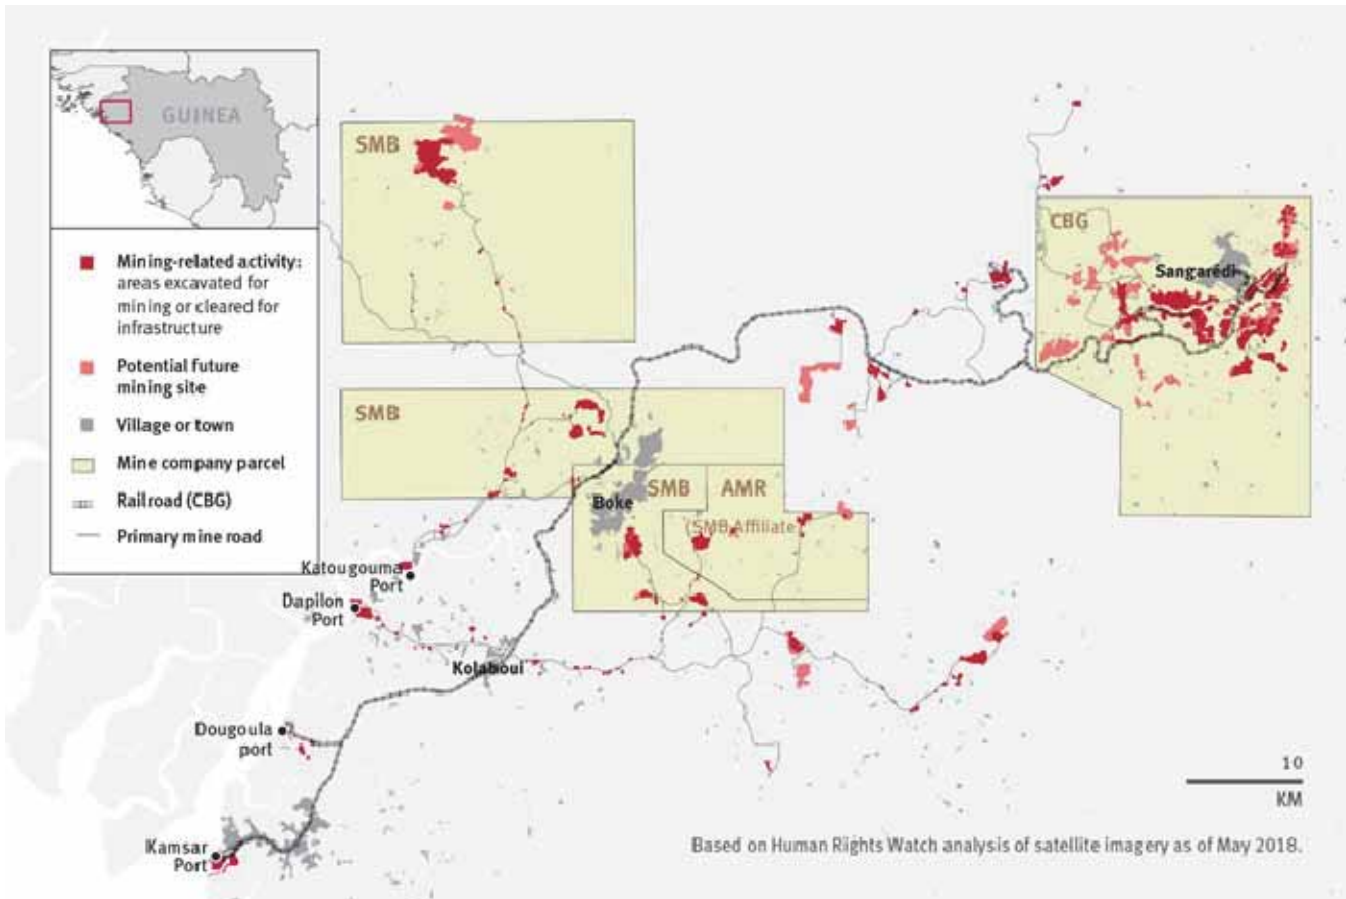 GUINEA
Mining-related activity:
areas excavated for
mining or cleared for
infrastructure
Potential future
mining site
Village or town
Mine company parcel
Railroad (CBG)
Primary mine road
SMB
SMB
SMB
AMR
(SMB Affiliate
CBG
Sangarédi
Boke
Katougouma
Port
Dapilon
Port
Kolaboui
Dougoula
port
Kamsar
Port
10
KM
Based on Human Rights Watch analysis of satellite imagery as of May 2018.